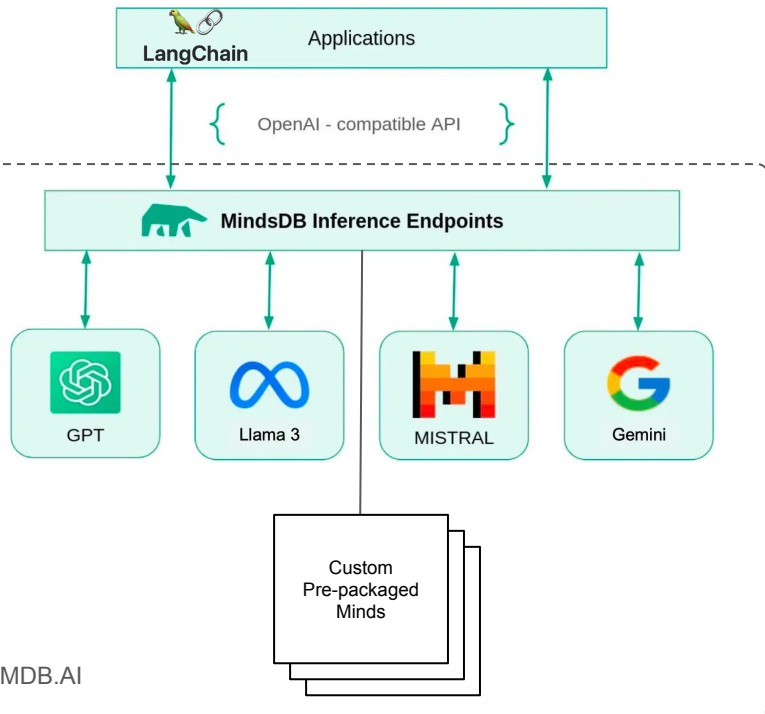 LangChain
Applications
{ OpenAI - compatible API }
MindsDB Inference Endpoints
GPT
Llama 3
MISTRAL
Gemini
Custom
Pre-packaged
Minds
MDB.AI